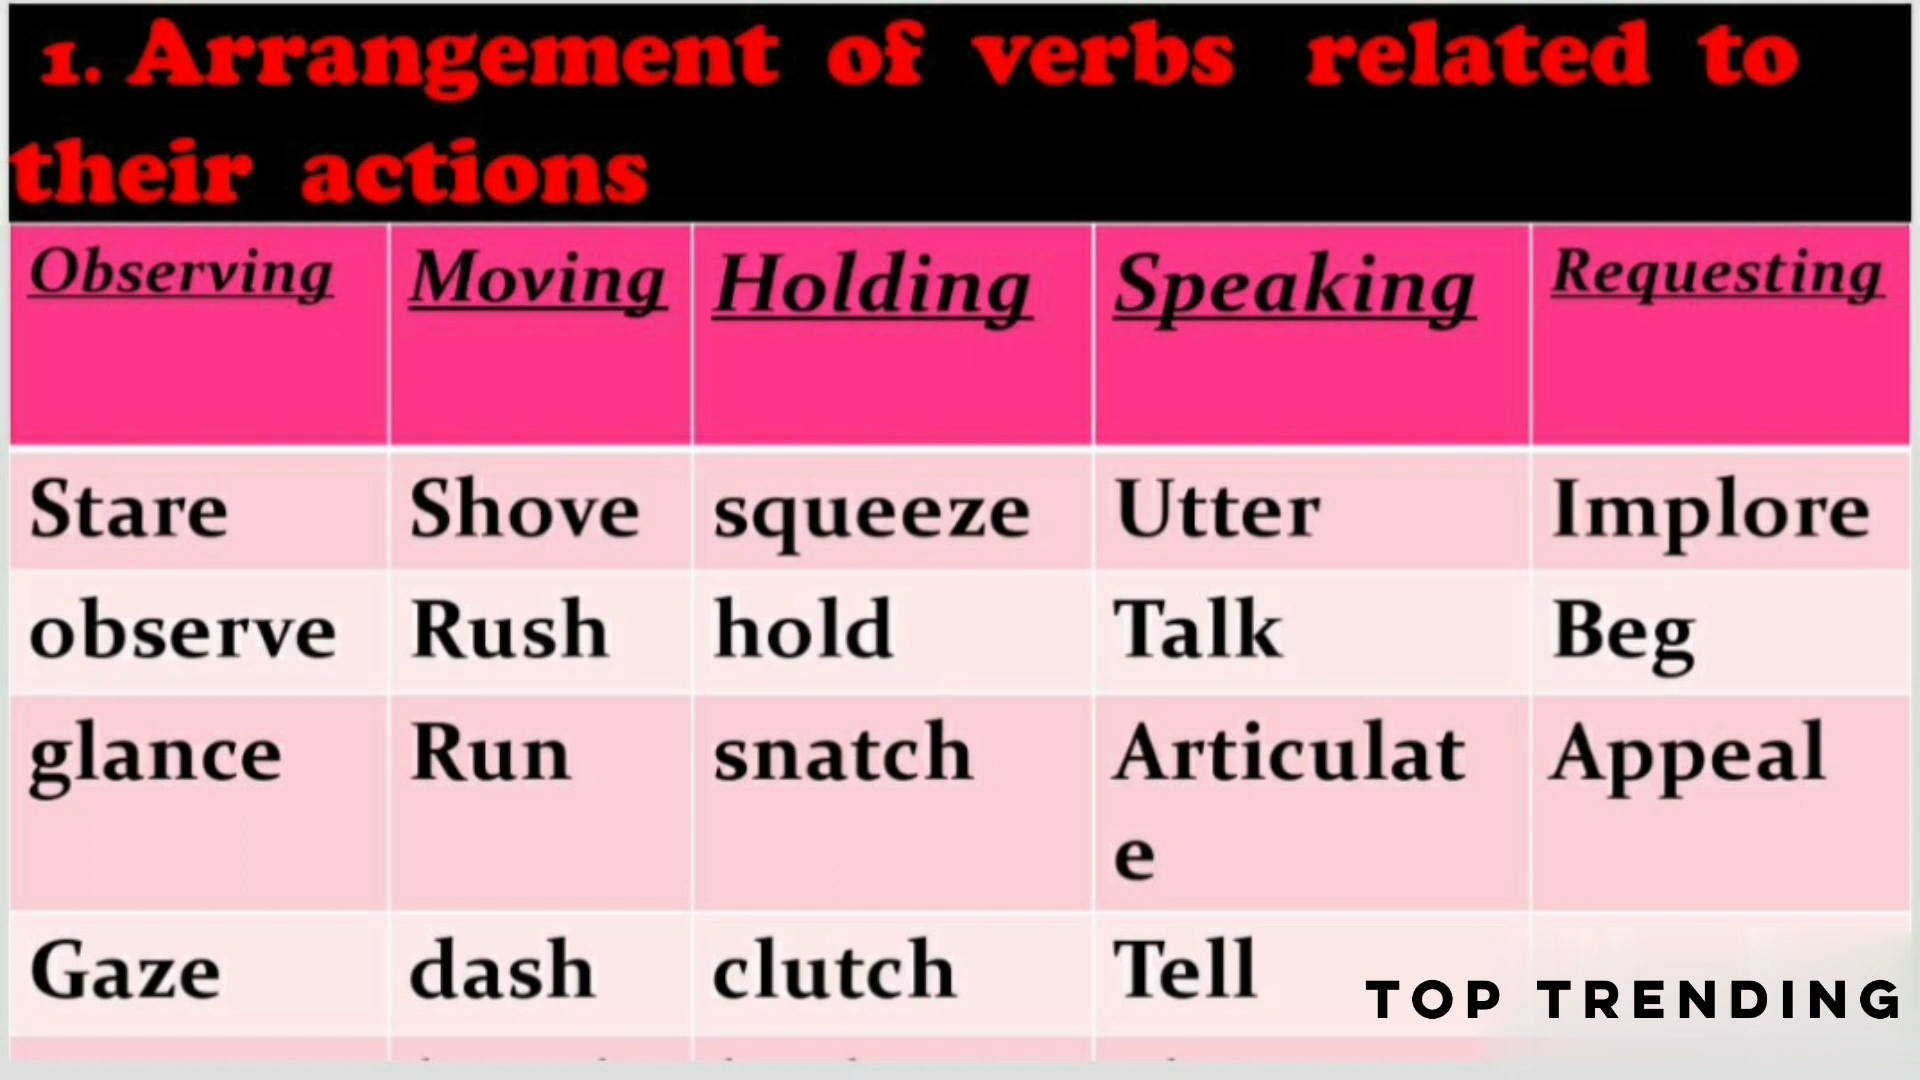 1. Arrangement of verbs related to
their actions
Observing Moving Holding Speaking Requesting
Stare Shove squeeze Utter Implore
observe Rush hold Talk Beg
glance Run snatch Articulat Appeal
e
Gaze dash clutch Tell
TOP TRENDING